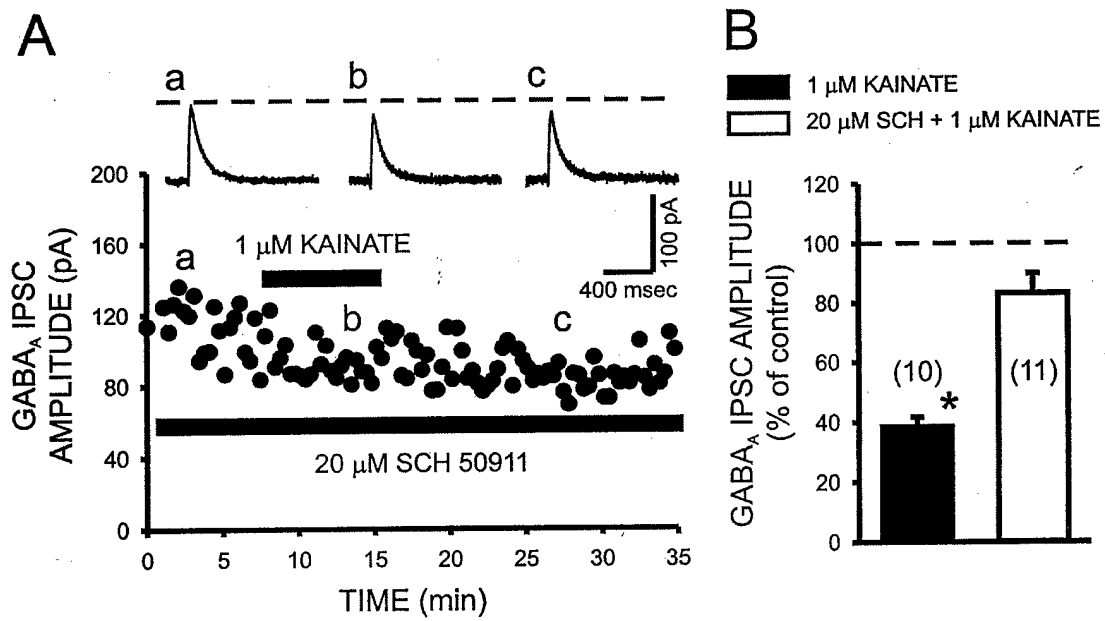 A
a b c
200
160
120
80
40
0
GABA_A IPSC
AMPLITUDE (pA)
1 μM KAINATE
100 pA
400 msec
a
b
c
20 μM SCH 50911
0 5 10 15 20 25 30 35
TIME (min)
B
1 μM KAINATE
20 μM SCH + 1 μM KAINATE
GABA_A IPSC AMPLITUDE
(% of control)
120
100
80
60
40
20
0
(10)
*
(11)